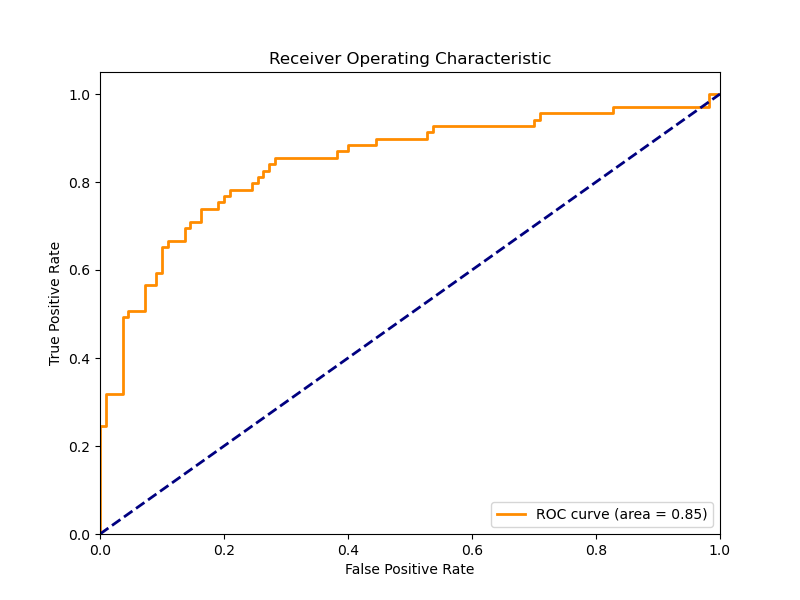 Receiver Operating Characteristic
True Positive Rate
1.0
0.8
0.6
0.4
0.2
0.0
ROC curve (area = 0.85)
0.0 0.2 0.4 0.6 0.8 1.0
False Positive Rate